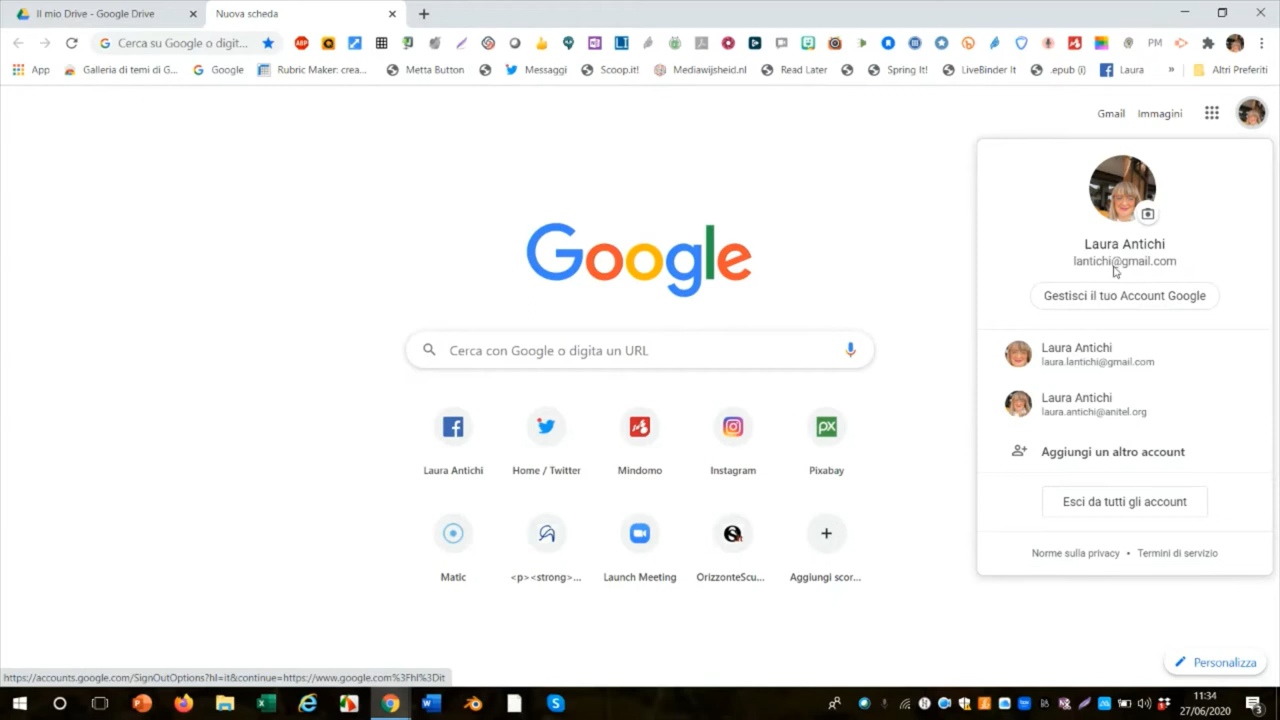 Il mio Drive - Google Drive
Nuova scheda
Cerca su Google o digit...
ABP
PM
App
Galleria di temi di G...
Google
Rubric Maker: crea...
Metta Button
Messaggi
Scoop.it!
Mediawijsheid.nl
Read Later
Spring It!
LiveBinder It
.epub (i)
Laura
»
Altri Preferiti
Gmail
Immagini
Laura Antichi
lantichi@gmail.com
Gestisci il tuo Account Google
Laura Antichi
laura.lantichi@gmail.com
Laura Antichi
laura.antichi@anitel.org
Aggiungi un altro account
Esci da tutti gli account
Norme sulla privacy • Termini di servizio
Google
Cerca con Google o digita un URL
Laura Antichi
Home / Twitter
Mindomo
Instagram
px
Pixabay
Matic
<p><strong>...
Launch Meeting
OrizzonteScu...
Aggiungi scor...
Personalizza
https://accounts.google.com/SignOutOptions?hl=it&continue=https://www.google.com%3Fhl%3Dit
11:34
27/06/2020
3